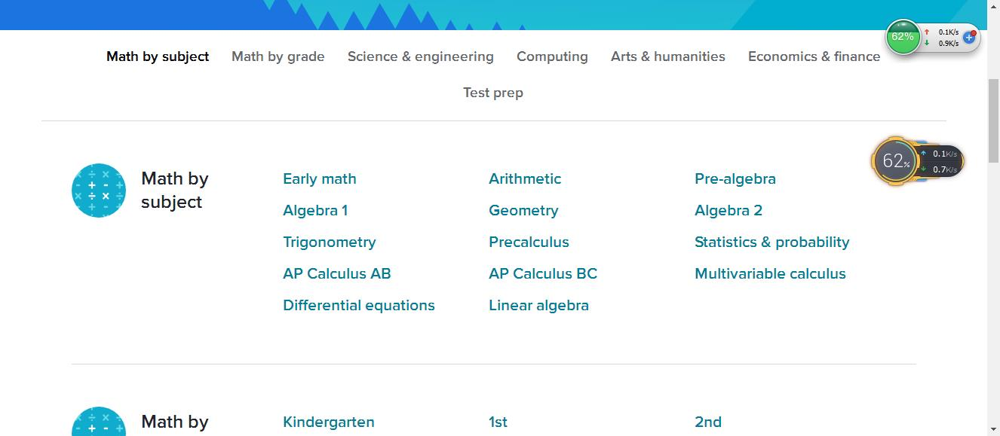 62%
0.1K/s
0.9K/s
Math by subject Math by grade Science & engineering Computing Arts & humanities Economics & finance
Test prep
62%
0.1K/s
0.7K/s
Math by
subject
Early math Arithmetic Pre-algebra
Algebra 1 Geometry Algebra 2
Trigonometry Precalculus Statistics & probability
AP Calculus AB AP Calculus BC Multivariable calculus
Differential equations Linear algebra
Math by Kindergarten 1st 2nd